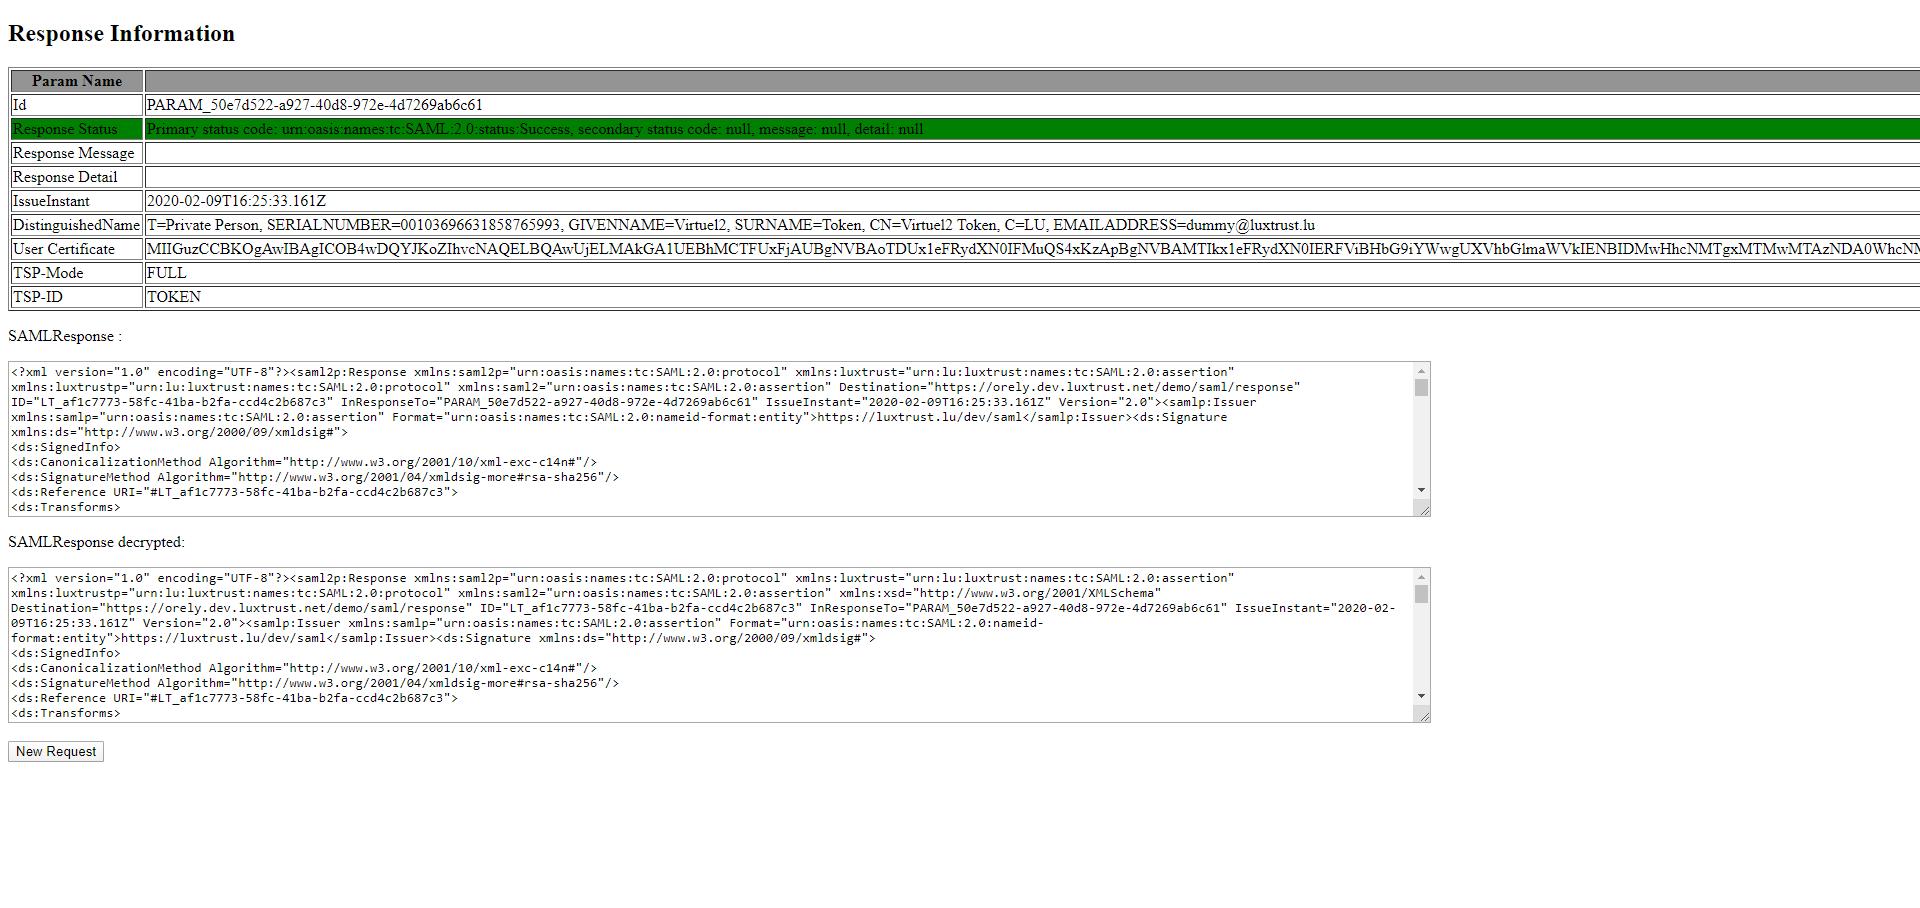 Response Information
Param Name
Id PARAM_50e7d522-a927-40d8-972e-4d7269ab6c61
Response Status Primary status code: urn:oasis:names:tc:SAML:2.0:status:Success, secondary status code: null, message: null, detail: null
Response Message
Response Detail
IssueInstant 2020-02-09T16:25:33.161Z
DistinguishedName T=Private Person, SERIALNUMBER=00103696631858765993, GIVENNAME=Virtuel2, SURNAME=Token, CN=Virtuel2 Token, C=LU, EMAILADDRESS=dummy@luxtrust.lu
User Certificate MIIGuzCCBKOgAwIBAgICOB4wDQYJKoZIhvcNAQELBQAwUjELMAkGA1UEBhMCTFUxFjAUBgNVBAoTDUx1eFRydXN0IFMuQS4xKzApBgNVBAMTIkx1eFRydXN0IERFViBHbG9iYWwgUXVhbGlmaWVkIENBIDMwHhcNMTgxMTMwMTAzNDA0WhcNM
TSP-Mode FULL
TSP-ID TOKEN
SAMLResponse :
<?xml version="1.0" encoding="UTF-8"?><saml2p:Response xmlns:saml2p="urn:oasis:names:tc:SAML:2.0:protocol" xmlns:luxtrust="urn:lu:luxtrust:names:tc:SAML:2.0:assertion"
xmlns:luxtrustp="urn:lu:luxtrust:names:tc:SAML:2.0:protocol" xmlns:saml2="urn:oasis:names:tc:SAML:2.0:assertion" Destination="https://orely.dev.luxtrust.net/demo/saml/response"
ID="LT_af1c7773-58fc-41ba-b2fa-ccd4c2b687c3" InResponseTo="PARAM_50e7d522-a927-40d8-972e-4d7269ab6c61" IssueInstant="2020-02-09T16:25:33.161Z" Version="2.0"><samlp:Issuer
xmlns:samlp="urn:oasis:names:tc:SAML:2.0:assertion" Format="urn:oasis:names:tc:SAML:2.0:nameid-format:entity">https://luxtrust.lu/dev/saml</samlp:Issuer><ds:Signature
xmlns:ds="http://www.w3.org/2000/09/xmldsig#">
<ds:SignedInfo>
<ds:CanonicalizationMethod Algorithm="http://www.w3.org/2001/10/xml-exc-c14n#"/>
<ds:SignatureMethod Algorithm="http://www.w3.org/2001/04/xmldsig-more#rsa-sha256"/>
<ds:Reference URI="#LT_af1c7773-58fc-41ba-b2fa-ccd4c2b687c3">
<ds:Transforms>
SAMLResponse decrypted:
<?xml version="1.0" encoding="UTF-8"?><saml2p:Response xmlns:saml2p="urn:oasis:names:tc:SAML:2.0:protocol" xmlns:luxtrust="urn:lu:luxtrust:names:tc:SAML:2.0:assertion"
xmlns:luxtrustp="urn:lu:luxtrust:names:tc:SAML:2.0:protocol" xmlns:saml2="urn:oasis:names:tc:SAML:2.0:assertion" xmlns:xsd="http://www.w3.org/2001/XMLSchema"
Destination="https://orely.dev.luxtrust.net/demo/saml/response" ID="LT_af1c7773-58fc-41ba-b2fa-ccd4c2b687c3" InResponseTo="PARAM_50e7d522-a927-40d8-972e-4d7269ab6c61" IssueInstant="2020-02-
09T16:25:33.161Z" Version="2.0"><samlp:Issuer xmlns:samlp="urn:oasis:names:tc:SAML:2.0:assertion" Format="urn:oasis:names:tc:SAML:2.0:nameid-
format:entity">https://luxtrust.lu/dev/saml</samlp:Issuer><ds:Signature xmlns:ds="http://www.w3.org/2000/09/xmldsig#">
<ds:SignedInfo>
<ds:CanonicalizationMethod Algorithm="http://www.w3.org/2001/10/xml-exc-c14n#"/>
<ds:SignatureMethod Algorithm="http://www.w3.org/2001/04/xmldsig-more#rsa-sha256"/>
<ds:Reference URI="#LT_af1c7773-58fc-41ba-b2fa-ccd4c2b687c3">
<ds:Transforms>
New Request